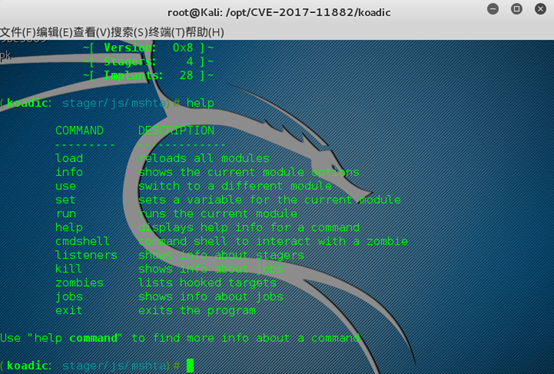 root@Kali: /opt/CVE-2017-11882/koadic
文件(F)编辑(E)查看(V)搜索(S)终端(T)帮助(H)
pk
~[ Version: 0x8 ]~
~[ Stagers: 4 ]~
~[ Implants: 28 ]~
(koadic: stager/js/mshta)# help
COMMAND DESCRIPTION
--------- -------------
load reloads all modules
info shows the current module options
use switch to a different module
set sets a variable for the current module
run runs the current module
help displays help info for a command
cmdshell command shell to interact with a zombie
listeners shows info about stagers
kill shows info about jobs
zombies lists hooked targets
jobs shows info about jobs
exit exits the program
Use "help command" to find more info about a command.
(koadic: stager/js/mshta)#